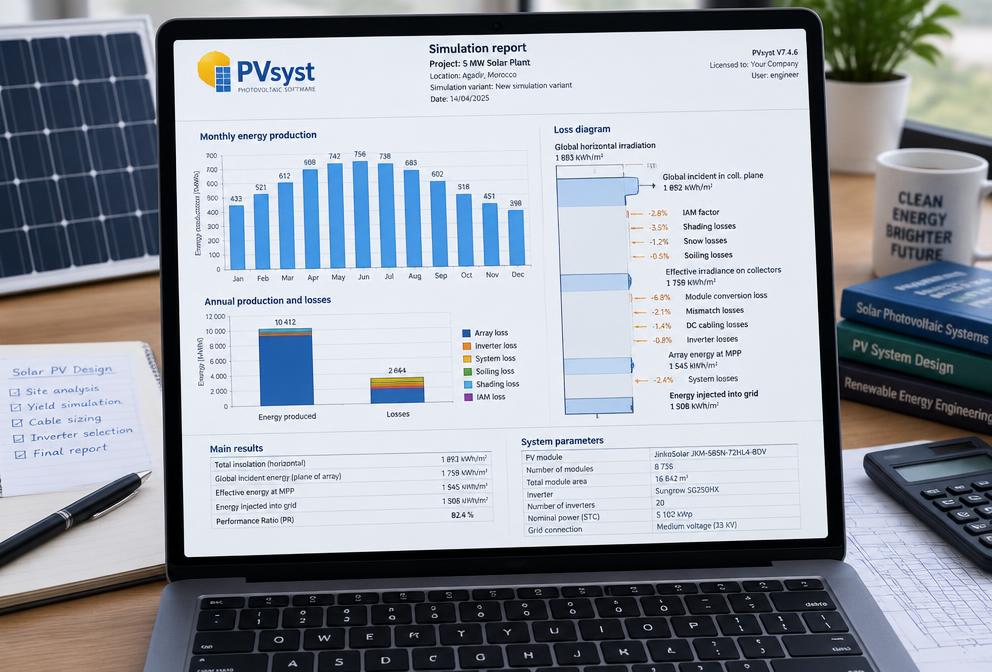 PVsyst
PHOTOVOLTAIC SOFTWARE
Simulation report
Project: 5 MW Solar Plant
Location: Agadir, Morocco
Simulation variant: New simulation variant
Date: 14/04/2025
PVsyst V7.4.6
Licensed to: Your Company
User: engineer
Monthly energy production
700
600
500
400
300
200
100
0
433
521
612
698
742
756
738
683
602
518
451
398
Jan Feb Mar Apr May Jun Jul Aug Sep Oct Nov Dec
Annual production and losses
12 000
10 000
8 000
6 000
4 000
2 000
0
10 412
2 644
Energy produced
Losses
Array loss
Inverter loss
System loss
Soiling loss
Shading loss
IAM loss
Loss diagram
Global horizontal irradiation
1 893 kWh/m²
Global incident in coll. plane
1 852 kWh/m²
-2.8% IAM factor
-3.5% Shading losses
-1.2% Snow losses
-0.5% Soiling losses
Effective irradiance on collectors
1 759 kWh/m²
-6.8% Module conversion loss
-2.1% Mismatch losses
-1.4% DC cabling losses
-0.8% Inverter losses
Array energy at MPP
1 545 kWh/m²
-2.4% System losses
Energy injected into grid
1 508 kWh/m²
Main results
Total insolation (horizontal) 1 893 kWh/m²
Global incident energy (plane of array) 1 759 kWh/m²
Effective energy at MPP 1 545 kWh/m²
Energy injected into grid 1 508 kWh/m²
Performance Ratio (PR) 82.4 %
System parameters
PV module JinkoSolar JKM-585N-72HL4-BDV
Number of modules 8 736
Total module area 16 642 m²
Inverter Sungrow SG250HX
Number of inverters 20
Nominal power (STC) 5 102 kWp
Grid connection Medium voltage (33 kV)
Solar PV Design
☑ Site analysis
☑ Yield simulation
☑ Cable sizing
☑ Inverter selection
☑ Final report
CLEAN
ENERGY
BRIGHTER
FUTURE
Solar Photovoltaic Systems
PV System Design
Renewable Energy Engineering